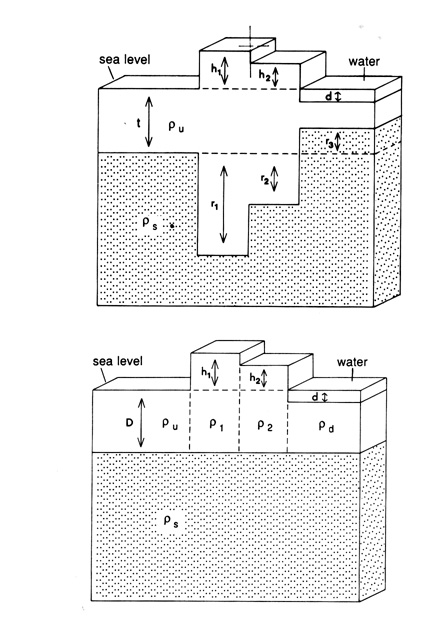 sea level
water
h₁
h₂
d
t
ρᵤ
r₃
r₂
r₁
ρₛ
sea level
water
h₁
h₂
d
D
ρᵤ
ρ₁
ρ₂
ρ_d
ρₛ